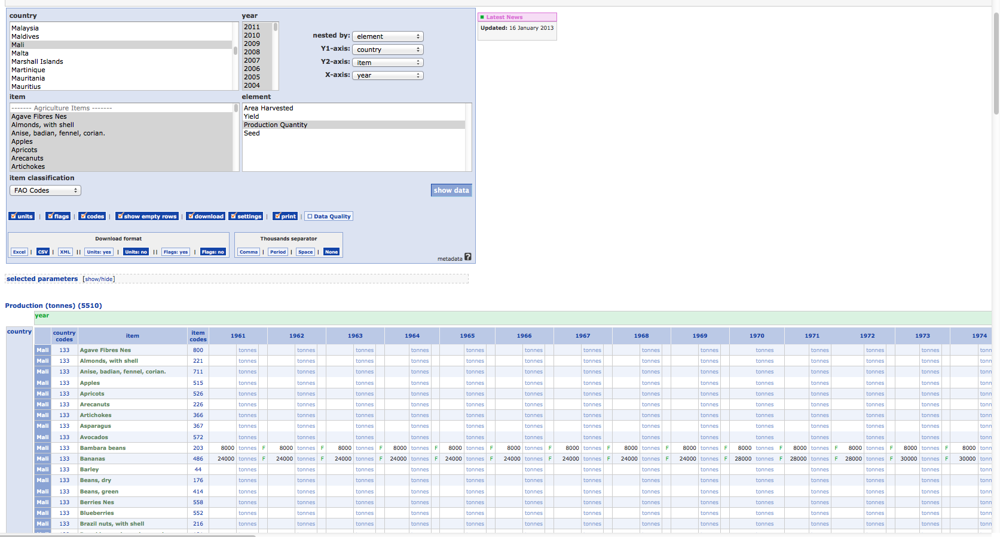 country
Malaysia
Maldives
Mali
Malta
Marshall Islands
Martinique
Mauritania
Mauritius
year
2011
2010
2009
2008
2007
2006
2005
2004
nested by: element
Y1-axis: country
Y2-axis: item
X-axis: year
Latest News
Updated: 16 January 2013
item
------- Agriculture Items -------
Agave Fibres Nes
Almonds, with shell
Anise, badian, fennel, corian.
Apples
Apricots
Arecanuts
Artichokes
element
Area Harvested
Yield
Production Quantity
Seed
item classification
FAO Codes
show data
units | flags | codes | show empty rows | download settings | print | Data Quality
Download format
Excel | CSV | XML || Units: yes | Units: no || Flags: yes | Flags: no
Thousands separator
Comma | Period | Space | None
metadata ?
selected parameters [show/hide]
Production (tonnes) (5510)
year
country
country codes item item codes 1961 1962 1963 1964 1965 1966 1967 1968 1969 1970 1971 1972 1973 1974
Mali 133 Agave Fibres Nes 800 tonnes tonnes tonnes tonnes tonnes tonnes tonnes tonnes tonnes tonnes tonnes tonnes tonnes tonn
Mali 133 Almonds, with shell 221 tonnes tonnes tonnes tonnes tonnes tonnes tonnes tonnes tonnes tonnes tonnes tonnes tonnes tonn
Mali 133 Anise, badian, fennel, corian. 711 tonnes tonnes tonnes tonnes tonnes tonnes tonnes tonnes tonnes tonnes tonnes tonnes tonnes tonn
Mali 133 Apples 515 tonnes tonnes tonnes tonnes tonnes tonnes tonnes tonnes tonnes tonnes tonnes tonnes tonnes tonn
Mali 133 Apricots 526 tonnes tonnes tonnes tonnes tonnes tonnes tonnes tonnes tonnes tonnes tonnes tonnes tonnes tonn
Mali 133 Arecanuts 226 tonnes tonnes tonnes tonnes tonnes tonnes tonnes tonnes tonnes tonnes tonnes tonnes tonnes tonn
Mali 133 Artichokes 366 tonnes tonnes tonnes tonnes tonnes tonnes tonnes tonnes tonnes tonnes tonnes tonnes tonnes tonn
Mali 133 Asparagus 367 tonnes tonnes tonnes tonnes tonnes tonnes tonnes tonnes tonnes tonnes tonnes tonnes tonnes tonn
Mali 133 Avocados 572 tonnes tonnes tonnes tonnes tonnes tonnes tonnes tonnes tonnes tonnes tonnes tonnes tonnes tonn
Mali 133 Bambara beans 203 8000 tonnes F 8000 tonnes F 8000 tonnes F 8000 tonnes F 8000 tonnes F 8000 tonnes F 8000 tonnes F 8000 tonnes F 8000 tonnes F 8000 tonnes F 8000 tonnes F 8000 tonnes F 8000 tonnes F 8000 tonn
Mali 133 Bananas 486 24000 tonnes F 24000 tonnes F 24000 tonnes F 24000 tonnes F 24000 tonnes F 24000 tonnes F 24000 tonnes F 24000 tonnes F 24000 tonnes F 28000 tonnes F 28000 tonnes F 28000 tonnes F 30000 tonnes F 30000 tonn
Mali 133 Barley 44 tonnes tonnes tonnes tonnes tonnes tonnes tonnes tonnes tonnes tonnes tonnes tonnes tonnes tonn
Mali 133 Beans, dry 176 tonnes tonnes tonnes tonnes tonnes tonnes tonnes tonnes tonnes tonnes tonnes tonnes tonnes tonn
Mali 133 Beans, green 414 tonnes tonnes tonnes tonnes tonnes tonnes tonnes tonnes tonnes tonnes tonnes tonnes tonnes tonn
Mali 133 Berries Nes 558 tonnes tonnes tonnes tonnes tonnes tonnes tonnes tonnes tonnes tonnes tonnes tonnes tonnes tonn
Mali 133 Blueberries 552 tonnes tonnes tonnes tonnes tonnes tonnes tonnes tonnes tonnes tonnes tonnes tonnes tonnes tonn
Mali 133 Brazil nuts, with shell 216 tonnes tonnes tonnes tonnes tonnes tonnes tonnes tonnes tonnes tonnes tonnes tonnes tonnes tonn